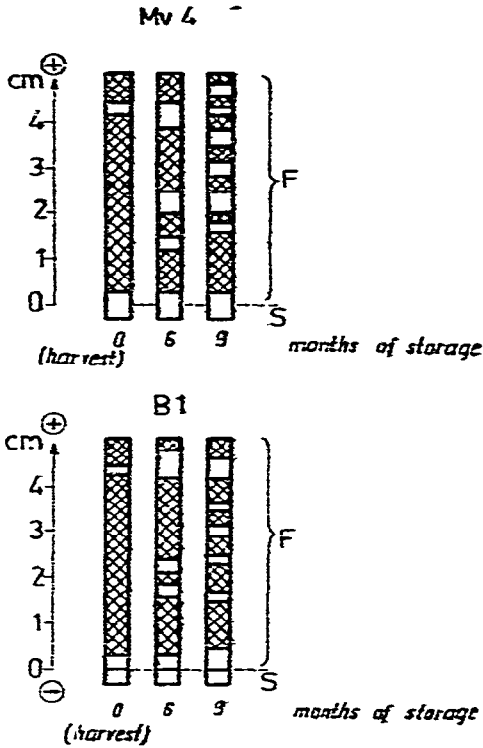 Mv 4
⊕
cm
4
3
F
2
1
0
S
0 6 9 months of storage
(harvest)
B1
⊕
cm
4
3
F
2
1
0
S
⊖
0 6 9 months of storage
(harvest)